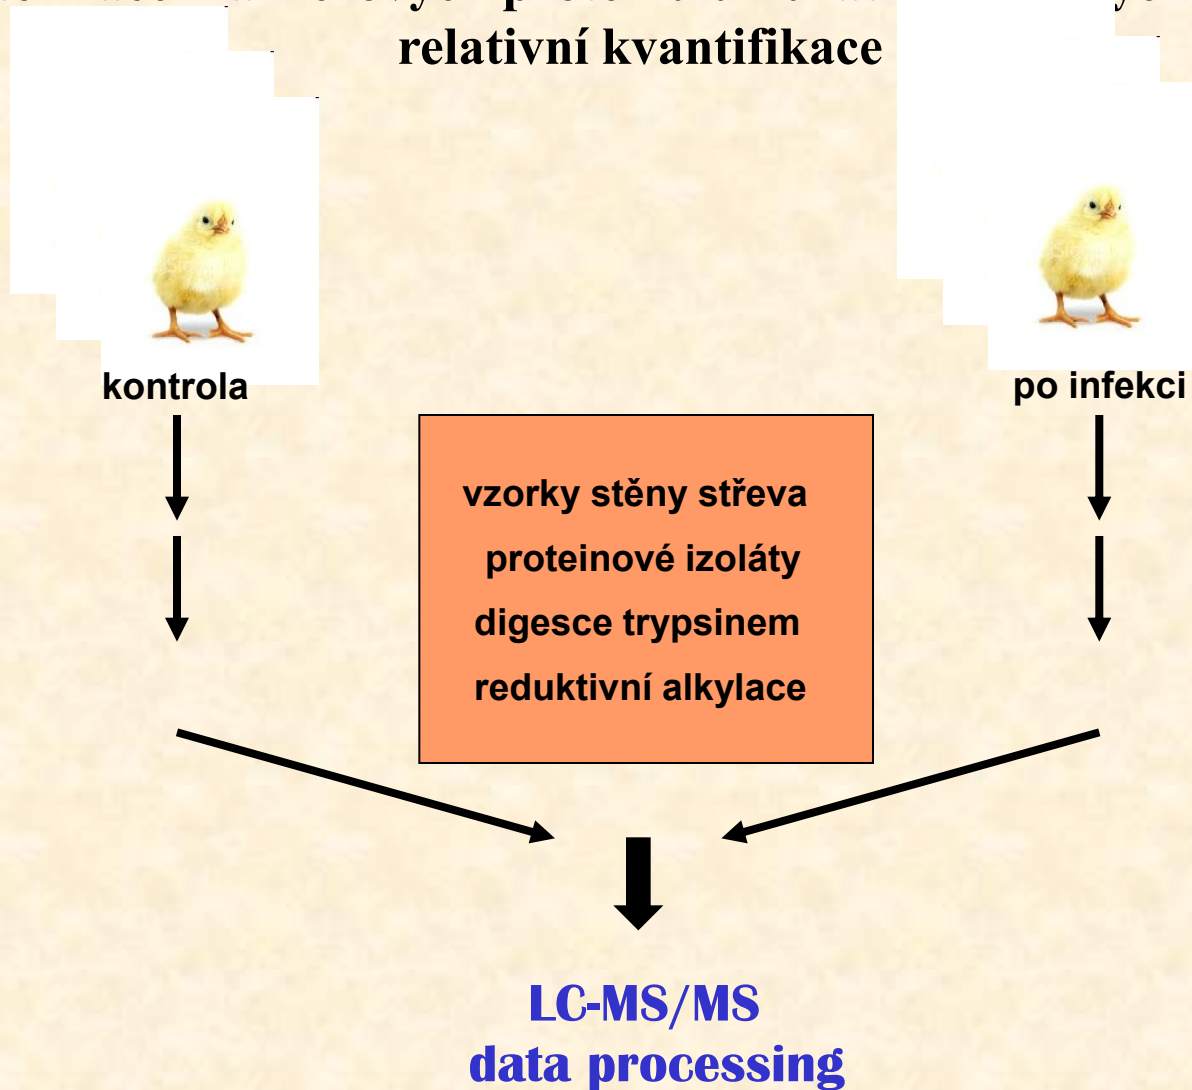 relativní kvantifikace
kontrola
po infekci
vzorky stěny střeva
proteinové izoláty
digesce trypsinem
reduktivní alkylace
LC-MS/MS
data processing